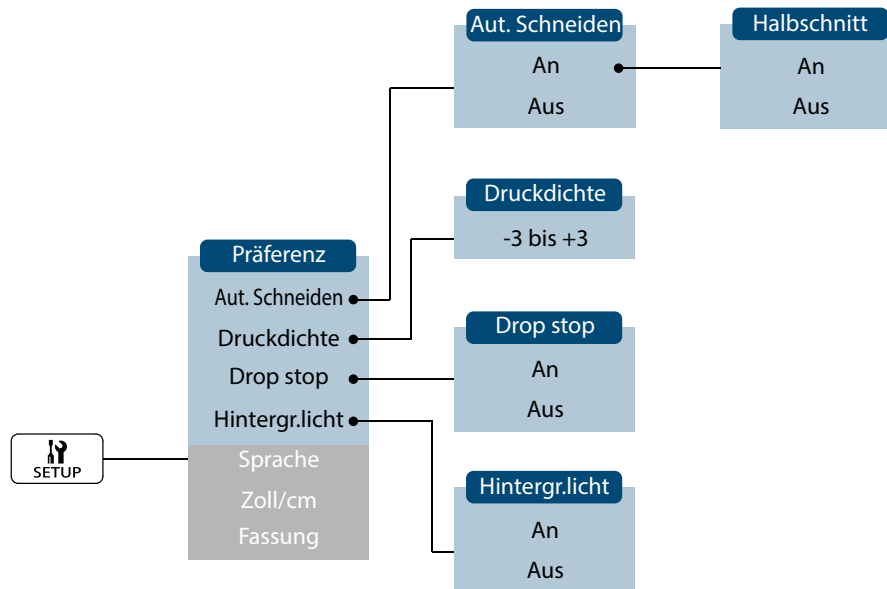 SETUP
Präferenz
Aut. Schneiden
Druckdichte
Drop stop
Hintergr.licht
Sprache
Zoll/cm
Fassung
Aut. Schneiden
An
Aus
Halbschnitt
An
Aus
Druckdichte
-3 bis +3
Drop stop
An
Aus
Hintergr.licht
An
Aus